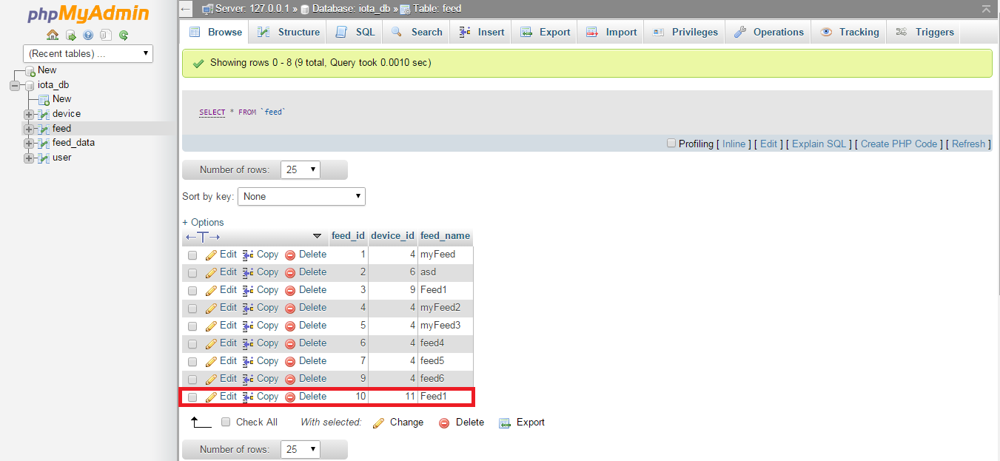 phpMyAdmin
(Recent tables) ...
New
iota_db
New
device
feed
feed_data
user
Server: 127.0.0.1 » Database: iota_db » Table: feed
Browse Structure SQL Search Insert Export Import Privileges Operations Tracking Triggers
Showing rows 0 - 8 (9 total, Query took 0.0010 sec)
SELECT * FROM `feed`
Profiling [ Inline ] [ Edit ] [ Explain SQL ] [ Create PHP Code ] [ Refresh ]
Number of rows: 25
Sort by key: None
+ Options
←T→ feed_id device_id feed_name
Edit Copy Delete 1 4 myFeed
Edit Copy Delete 2 6 asd
Edit Copy Delete 3 9 Feed1
Edit Copy Delete 4 4 myFeed2
Edit Copy Delete 5 4 myFeed3
Edit Copy Delete 6 4 feed4
Edit Copy Delete 7 4 feed5
Edit Copy Delete 9 4 feed6
Edit Copy Delete 10 11 Feed1
Check All With selected: Change Delete Export
Number of rows: 25